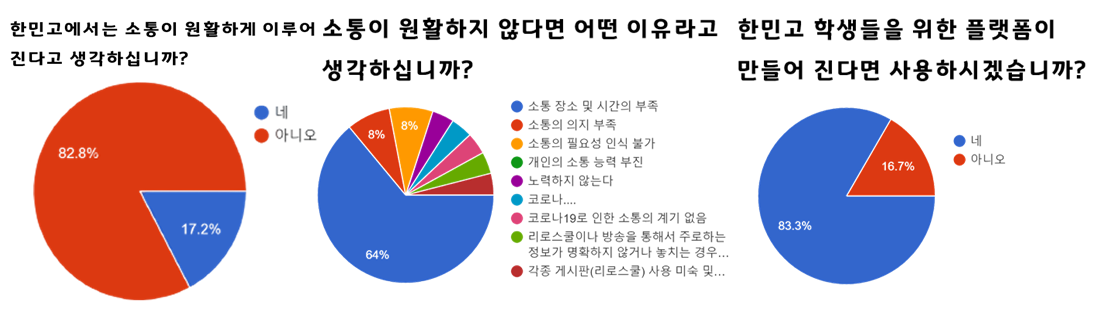 한민고에서는 소통이 원활하게 이루어
진다고 생각하십니까?
82.8%
17.2%
네
아니오
소통이 원활하지 않다면 어떤 이유라고
생각하십니까?
8%
8%
64%
소통 장소 및 시간의 부족
소통의 의지 부족
소통의 필요성 인식 불가
개인의 소통 능력 부진
노력하지 않는다
코로나....
코로나19로 인한 소통의 계기 없음
리로스쿨이나 방송을 통해서 주로하는
정보가 명확하지 않거나 놓치는 경우...
각종 게시판(리로스쿨) 사용 미숙 및...
한민고 학생들을 위한 플랫폼이
만들어 진다면 사용하시겠습니까?
16.7%
83.3%
네
아니오